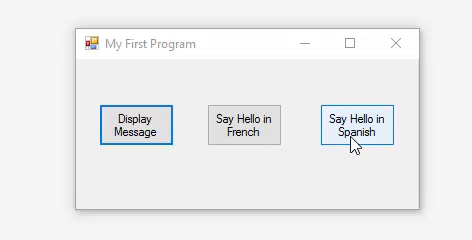 My First Program
Display
Message
Say Hello in
French
Say Hello in
Spanish